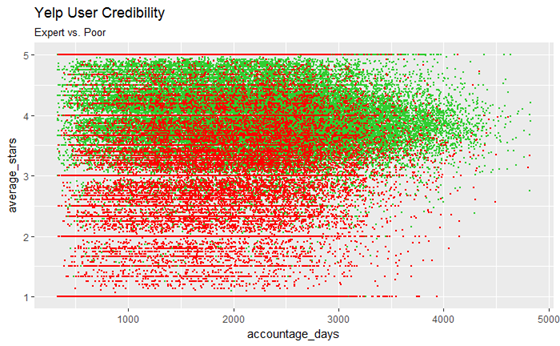 Yelp User Credibility
Expert vs. Poor
5
4
3
2
1
average_stars
1000 2000 3000 4000 5000
accountage_days